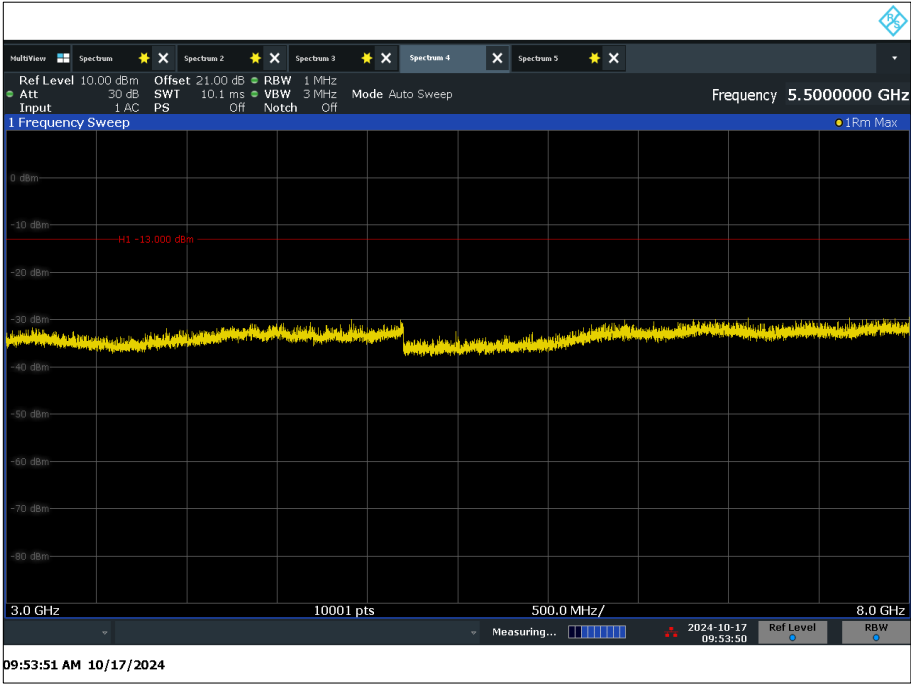 R&S
MultiView Spectrum Spectrum 2 Spectrum 3 Spectrum 4 Spectrum 5
Ref Level 10.00 dBm Offset 21.00 dB RBW 1 MHz
Att 30 dB SWT 10.1 ms VBW 3 MHz Mode Auto Sweep
Input 1 AC PS Off Notch Off
Frequency 5.5000000 GHz
1 Frequency Sweep 1Rm Max
0 dBm
-10 dBm
H1 -13.000 dBm
-20 dBm
-30 dBm
-40 dBm
-50 dBm
-60 dBm
-70 dBm
-80 dBm
3.0 GHz 10001 pts 500.0 MHz/ 8.0 GHz
Measuring... 2024-10-17 Ref Level RBW
09:53:50
09:53:51 AM 10/17/2024